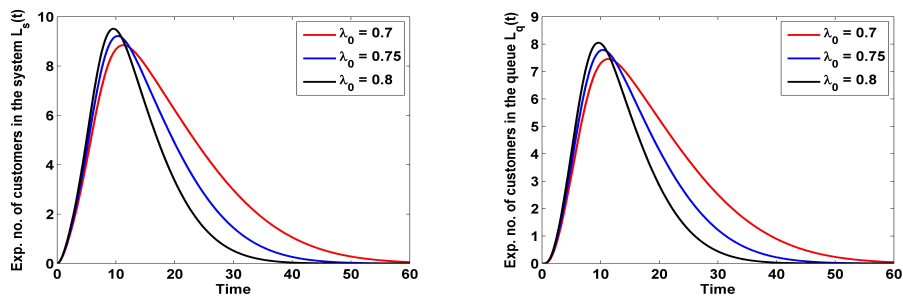 Exp. no. of customers in the system L_s(t)
10
8
6
4
2
0
0 10 20 30 40 50 60
Time
λ_0 = 0.7
λ_0 = 0.75
λ_0 = 0.8
Exp. no. of customers in the queue L_q(t)
9
8
7
6
5
4
3
2
1
0
0 10 20 30 40 50 60
Time
λ_0 = 0.7
λ_0 = 0.75
λ_0 = 0.8